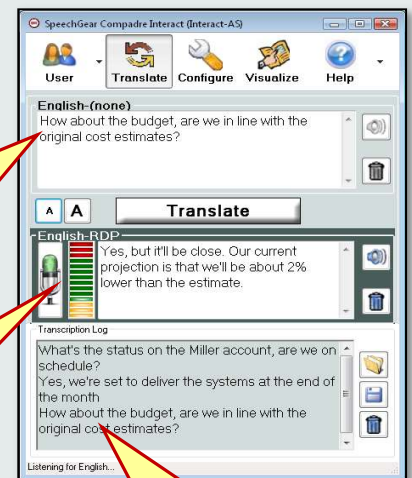 SpeechGear Compadre Interact (Interact-AS)
User Translate Configure Visualize Help
English-(none)
How about the budget, are we in line with the
original cost estimates?
A A Translate
English-RDP
Yes, but it'll be close. Our current
projection is that we'll be about 2%
lower than the estimate.
Transcription Log
What's the status on the Miller account, are we on
schedule?
Yes, we're set to deliver the systems at the end of
the month
How about the budget, are we in line with the
original cost estimates?
Listening for English...